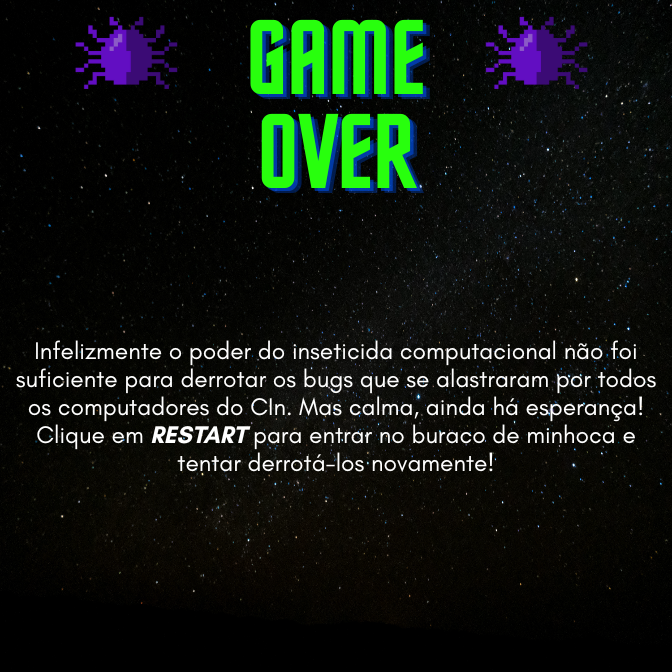 GAME
OVER
Infelizmente o poder do inseticida computacional não foi
suficiente para derrotar os bugs que se alastraram por todos
os computadores do CIn. Mas calma, ainda há esperança!
Clique em RESTART para entrar no buraco de minhoca e
tentar derrotá-los novamente!